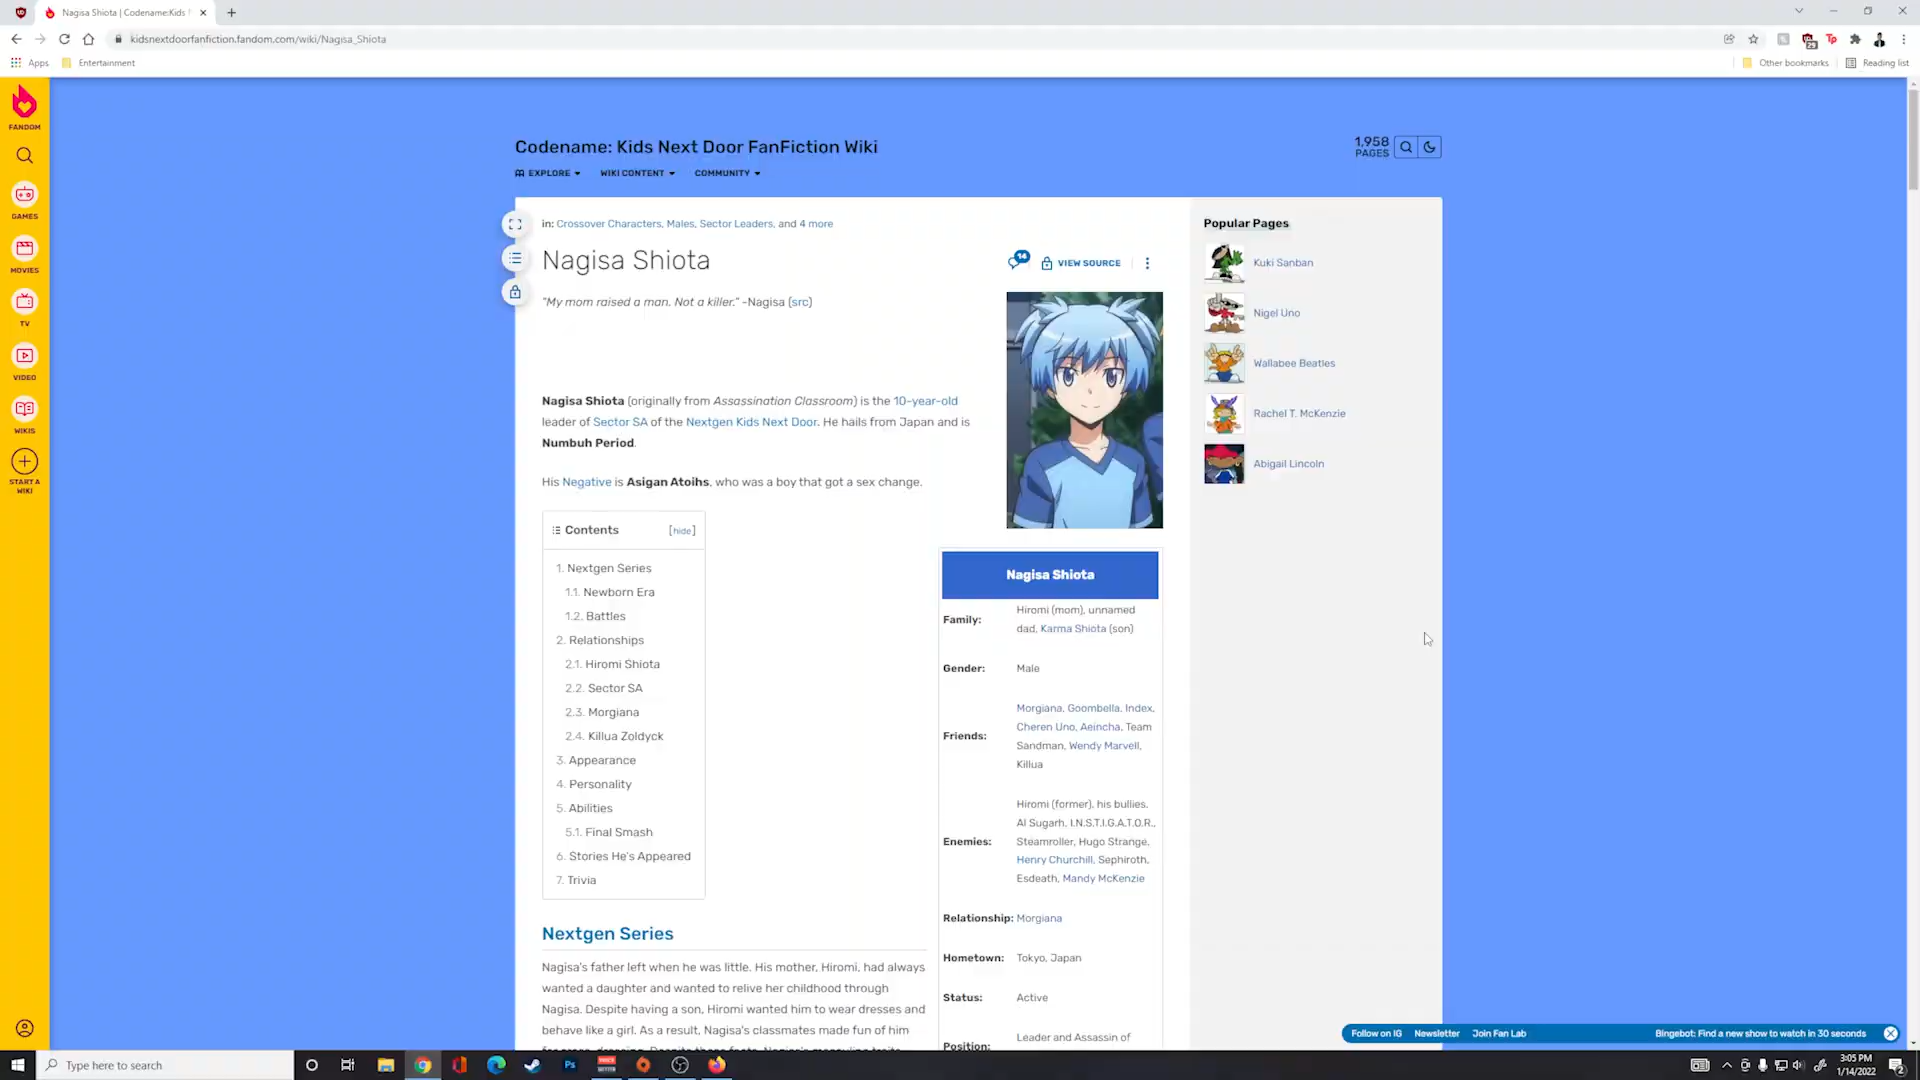 Nagisa Shiota | Codename:Kids
kidsnextdoorfanfiction.fandom.com/wiki/Nagisa_Shiota
Apps
Entertainment
Other bookmarks
Reading list
FANDOM
GAMES
MOVIES
TV
VIDEO
WIKIS
START A
WIKI
Codename: Kids Next Door FanFiction Wiki
1,958
PAGES
EXPLORE
WIKI CONTENT
COMMUNITY
in: Crossover Characters, Males, Sector Leaders, and 4 more
Nagisa Shiota
14
VIEW SOURCE
"My mom raised a man. Not a killer." -Nagisa (src)
Nagisa Shiota (originally from Assassination Classroom) is the 10-year-old
leader of Sector SA of the Nextgen Kids Next Door. He hails from Japan and is
Numbuh Period.
His Negative is Asigan Atoihs, who was a boy that got a sex change.
Contents [hide]
1. Nextgen Series
1.1. Newborn Era
1.2. Battles
2. Relationships
2.1. Hiromi Shiota
2.2. Sector SA
2.3. Morgiana
2.4. Killua Zoldyck
3. Appearance
4. Personality
5. Abilities
5.1. Final Smash
6. Stories He's Appeared
7. Trivia
Nextgen Series
Nagisa's father left when he was little. His mother, Hiromi, had always
wanted a daughter and wanted to relive her childhood through
Nagisa. Despite having a son, Hiromi wanted him to wear dresses and
behave like a girl. As a result, Nagisa's classmates made fun of him
Nagisa Shiota
Family:
Hiromi (mom), unnamed
dad, Karma Shiota (son)
Gender: Male
Friends:
Morgiana, Goombella, Index,
Cheren Uno, Aeincha, Team
Sandman, Wendy Marvell,
Killua
Enemies:
Hiromi (former), his bullies,
Al Sugarh, I.N.S.T.I.G.A.T.O.R.,
Steamroller, Hugo Strange,
Henry Churchill, Sephiroth,
Esdeath, Mandy McKenzie
Relationship: Morgiana
Hometown: Tokyo, Japan
Status: Active
Position:
Leader and Assassin of
Popular Pages
Kuki Sanban
Nigel Uno
Wallabee Beatles
Rachel T. McKenzie
Abigail Lincoln
Follow on IG
Newsletter
Join Fan Lab
Bingebot: Find a new show to watch in 30 seconds
Type here to search
3:05 PM
1/14/2022